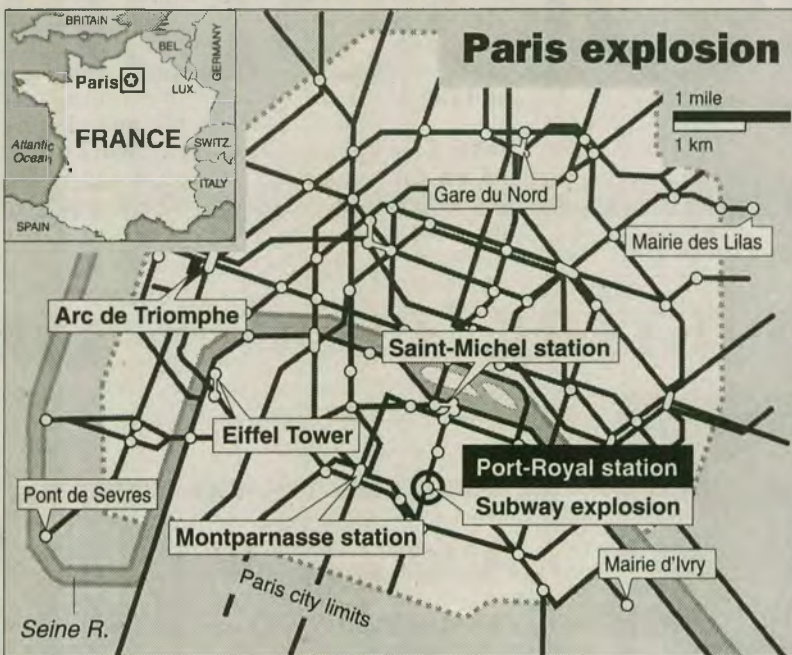 Paris explosion
BRITAIN
BEL.
GERMANY
Paris
LUX.
FRANCE
Atlantic
Ocean
SWITZ.
ITALY
SPAIN
1 mile
1 km
Gare du Nord
Mairie des Lilas
Arc de Triomphe
Saint-Michel station
Eiffel Tower
Port-Royal station
Subway explosion
Pont de Sevres
Montparnasse station
Mairie d'Ivry
Paris city limits
Seine R.